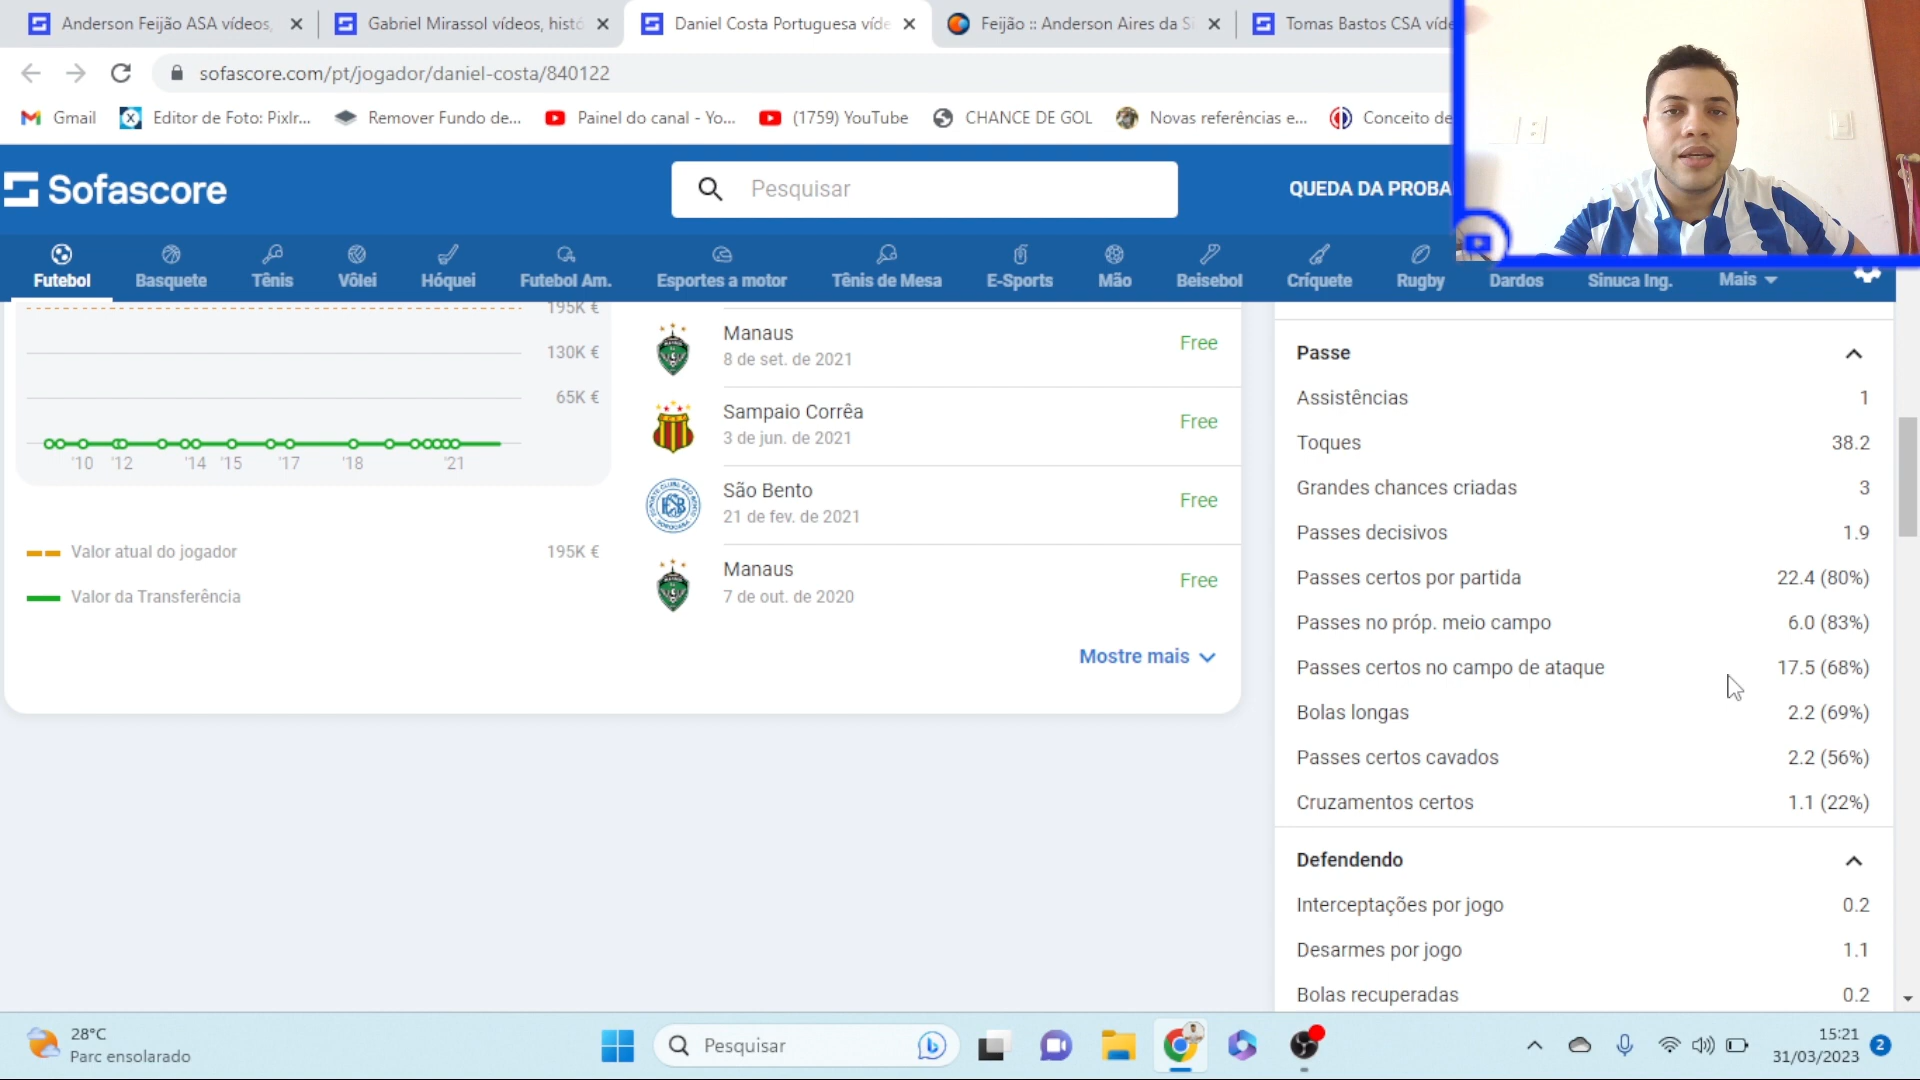 Anderson Feijão ASA vídeos,
Gabriel Mirassol vídeos, histó
Daniel Costa Portuguesa víde
Feijão :: Anderson Aires da S
Tomas Bastos CSA víde
sofascore.com/pt/jogador/daniel-costa/840122
Gmail
Editor de Foto: Pixlr...
Remover Fundo de...
Painel do canal - Yo...
(1759) YouTube
CHANCE DE GOL
Novas referências e...
Conceito de
Sofascore
Pesquisar
QUEDA DA PROBA
Futebol
Basquete
Tênis
Vôlei
Hóquei
Futebol Am.
Esportes a motor
Tênis de Mesa
E-Sports
Mão
Beisebol
Críquete
Rugby
Dardos
Sinuca Ing.
Mais
195K €
130K €
65K €
'10 '12 '14 '15 '17 '18 '21
Valor atual do jogador 195K €
Valor da Transferência
Manaus
8 de set. de 2021
Free
Sampaio Corrêa
3 de jun. de 2021
Free
São Bento
21 de fev. de 2021
Free
Manaus
7 de out. de 2020
Free
Mostre mais
Passe
Assistências 1
Toques 38.2
Grandes chances criadas 3
Passes decisivos 1.9
Passes certos por partida 22.4 (80%)
Passes no próp. meio campo 6.0 (83%)
Passes certos no campo de ataque 17.5 (68%)
Bolas longas 2.2 (69%)
Passes certos cavados 2.2 (56%)
Cruzamentos certos 1.1 (22%)
Defendendo
Interceptações por jogo 0.2
Desarmes por jogo 1.1
Bolas recuperadas 0.2
28°C
Parc ensolarado
Pesquisar
15:21
31/03/2023
2